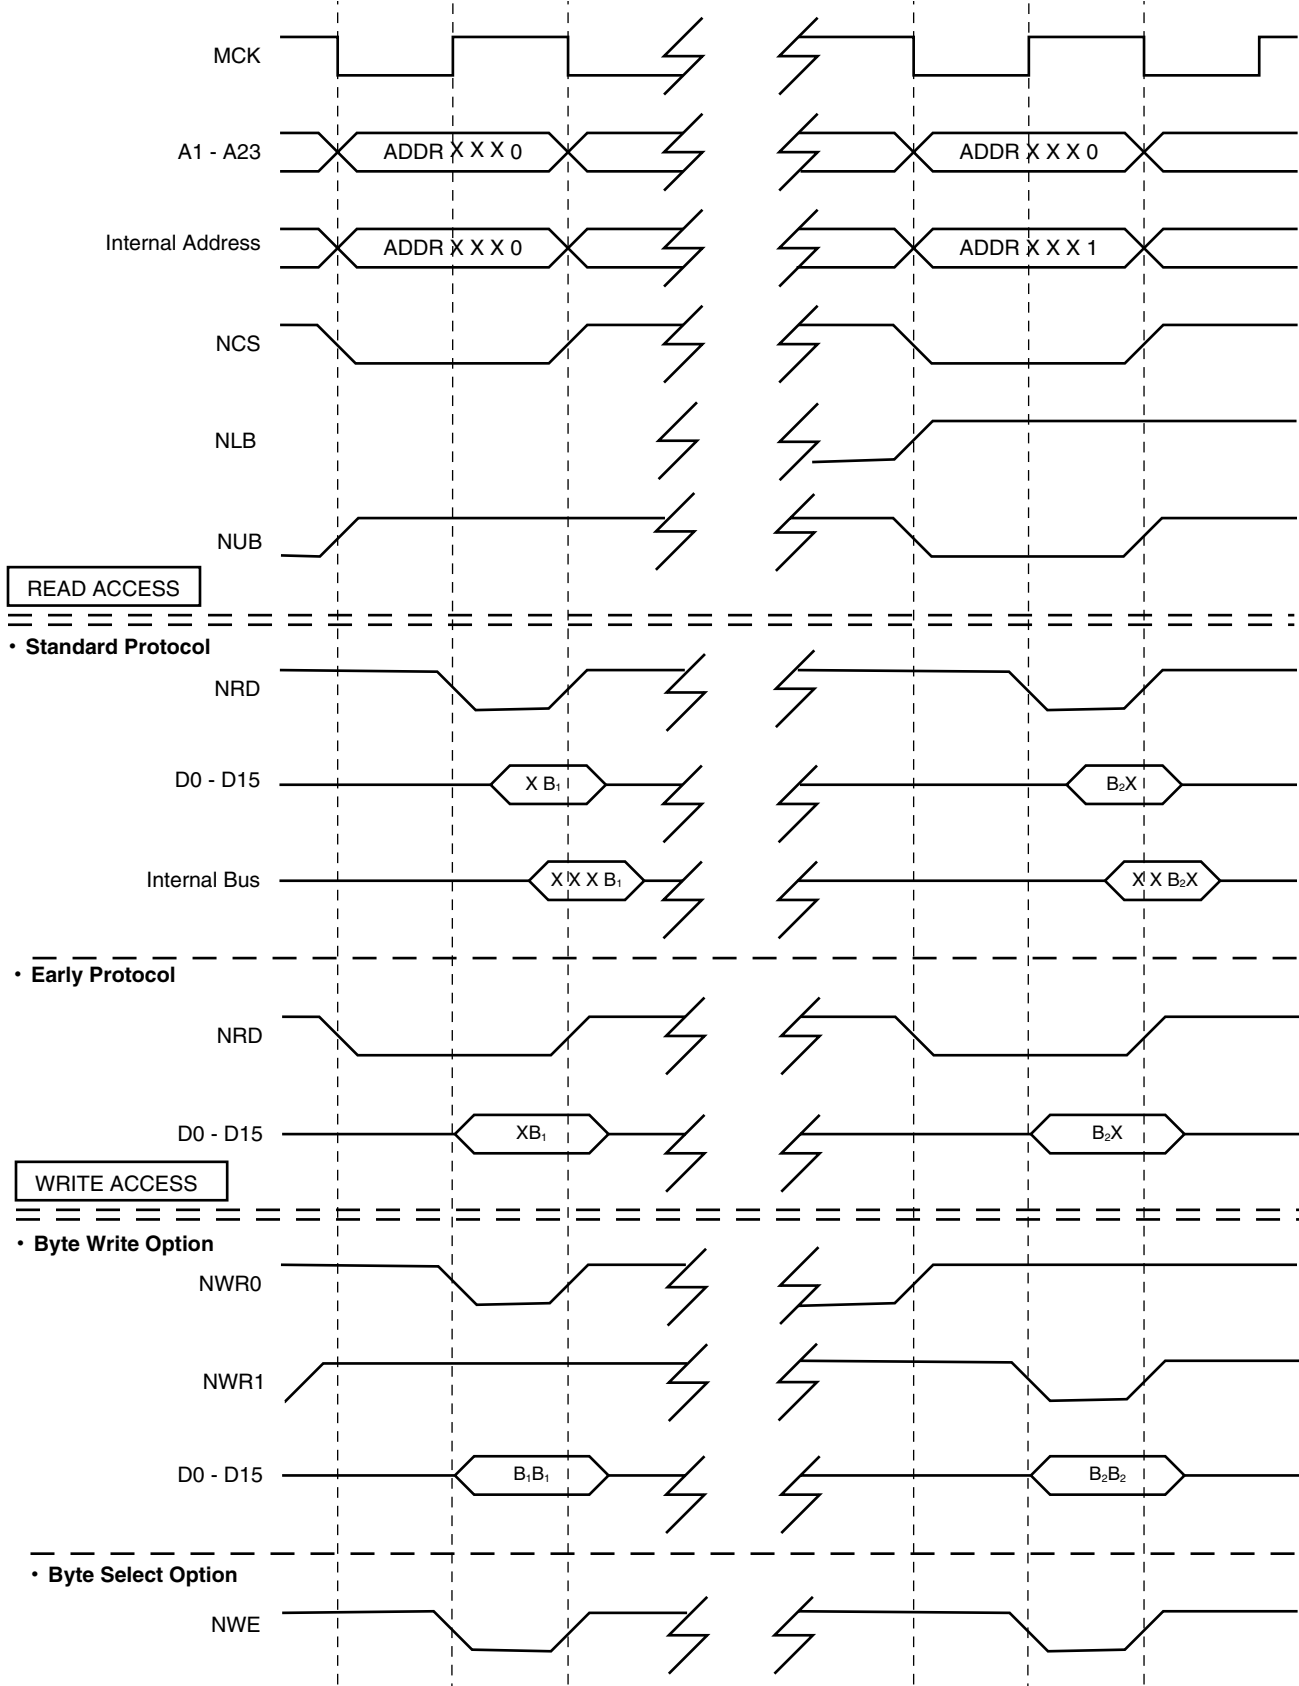 MCK
A1 - A23 ADDR X X X 0 ADDR X X X 0
Internal Address ADDR X X X 0 ADDR X X X 1
NCS
NLB
NUB
READ ACCESS
• Standard Protocol
NRD
D0 - D15 X B₁ B₂X
Internal Bus X X X B₁ X X B₂X
• Early Protocol
NRD
D0 - D15 XB₁ B₂X
WRITE ACCESS
• Byte Write Option
NWR0
NWR1
D0 - D15 B₁B₁ B₂B₂
• Byte Select Option
NWE